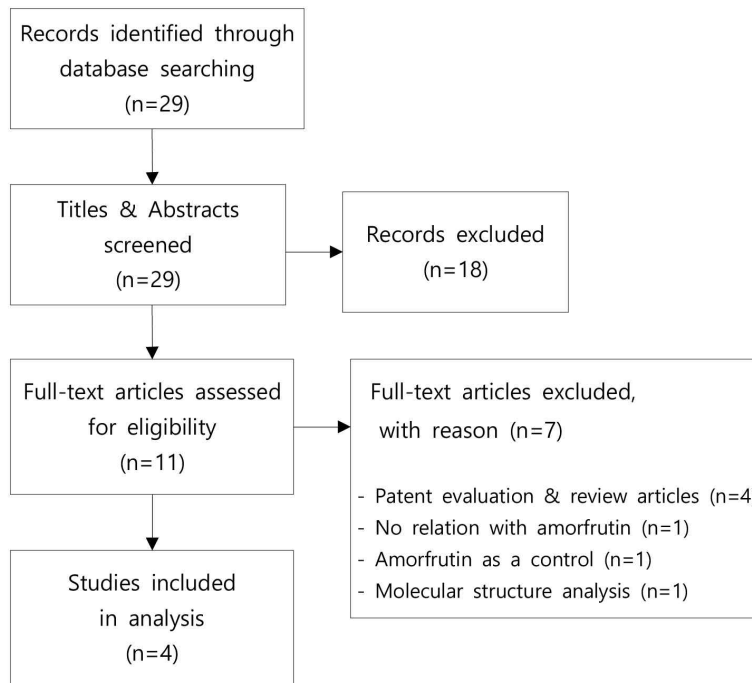 Records identified through
database searching
(n=29)
Titles & Abstracts
screened
(n=29)
Records excluded
(n=18)
Full-text articles assessed
for eligibility
(n=11)
Full-text articles excluded,
with reason (n=7)
- Patent evaluation & review articles (n=4
- No relation with amorfrutin (n=1)
- Amorfrutin as a control (n=1)
- Molecular structure analysis (n=1)
Studies included
in analysis
(n=4)